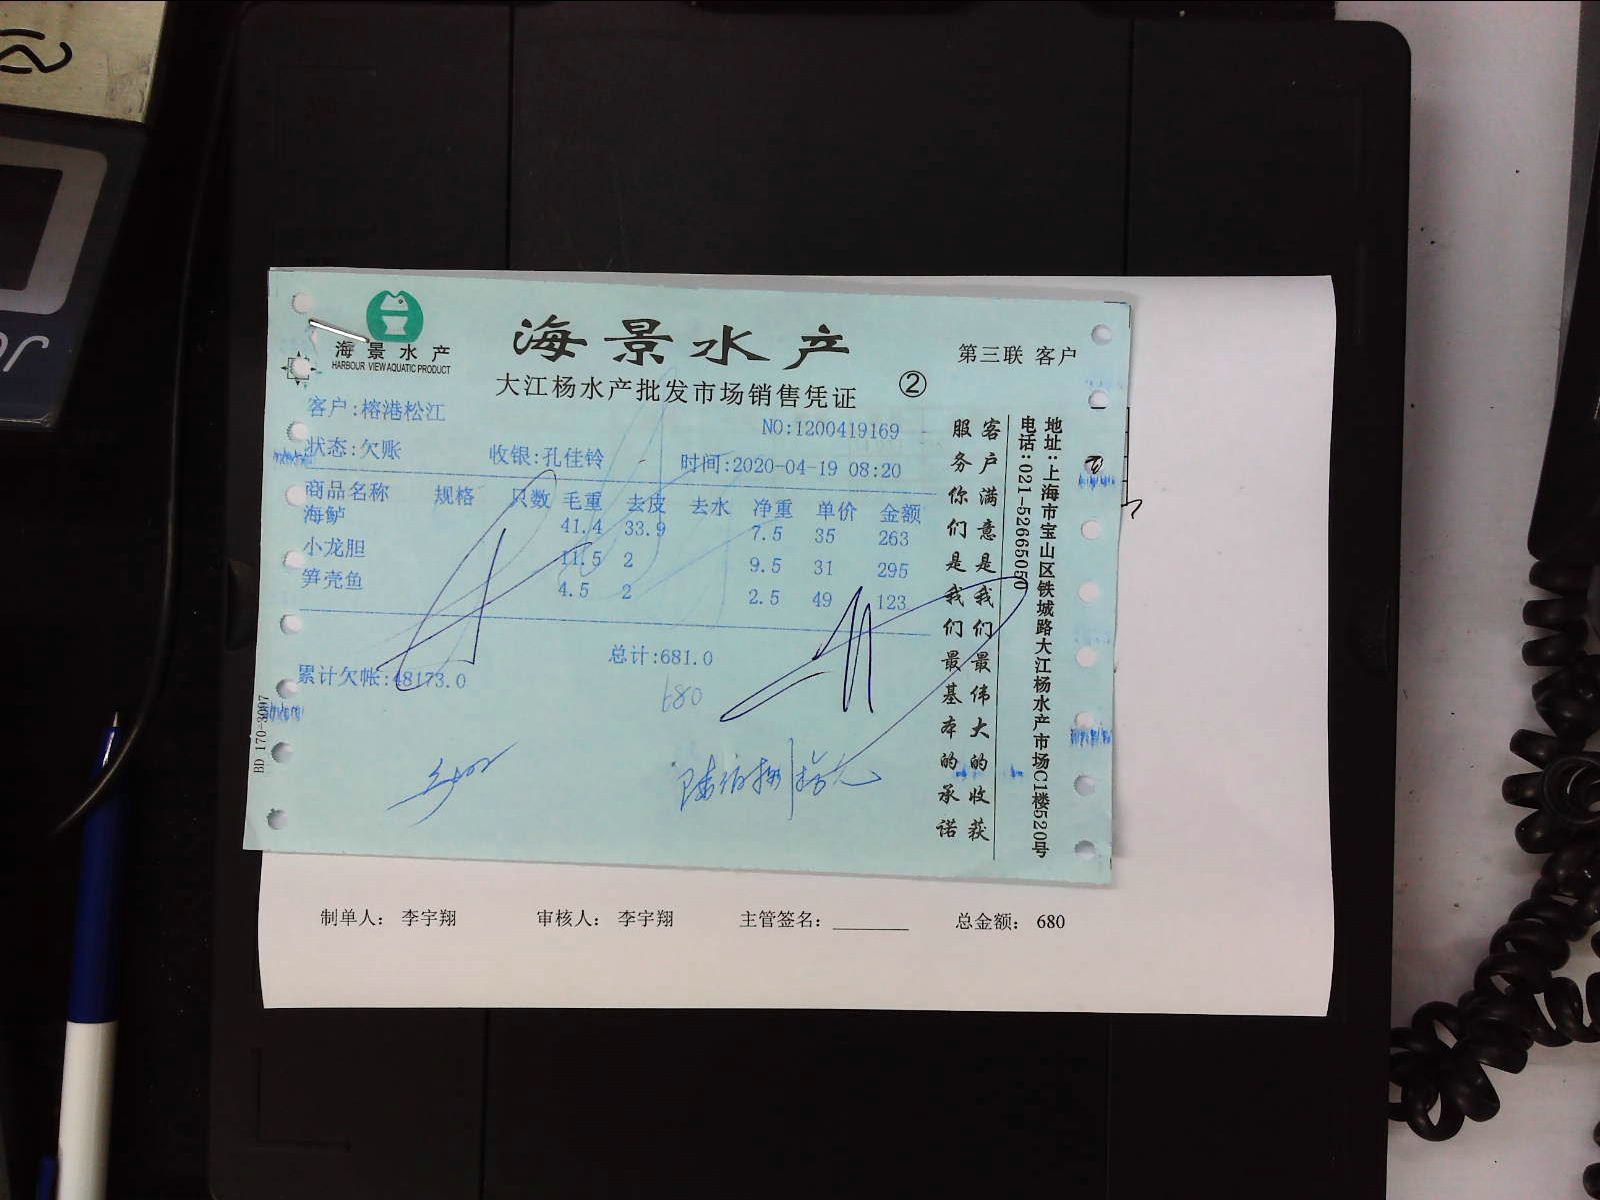 海景水产
HARBOUR VIEW AQUATIC PRODUCT
海景水产
大江杨水产批发市场销售凭证
②
第三联 客户
客户:榕港松江
NO:1200419169
状态:欠账 收银:孔佳铃 时间:2020-04-19 08:20
商品名称 规格 只数 毛重 去皮 去水 净重 单价 金额
海鲈 41.4 33.9 7.5 35 263
小龙胆 11.5 2 9.5 31 295
笋壳鱼 4.5 2 2.5 49 123
总计:681.0
累计欠帐:48173.0
680
客户满意是我们最伟大的收获
服务你们是我们最基本的承诺
地址:上海市宝山区铁城路大江杨水产市场C1楼520号
电话:021-52665050
BD 170-3097
制单人: 李宇翔 审核人: 李宇翔 主管签名: 总金额: 680